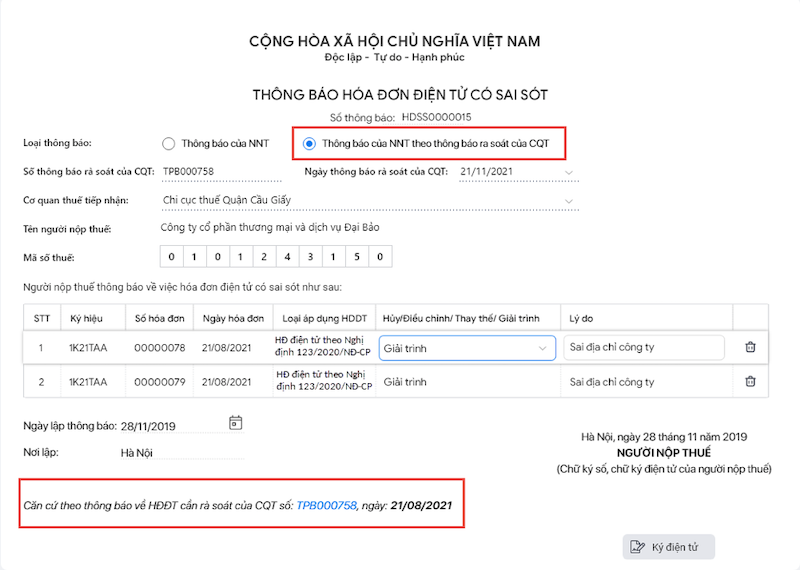 CỘNG HÒA XÃ HỘI CHỦ NGHĨA VIỆT NAM
Độc lập - Tự do - Hạnh phúc
THÔNG BÁO HÓA ĐƠN ĐIỆN TỬ CÓ SAI SÓT
Số thông báo: HDSS0000015
Loại thông báo: Thông báo của NNT Thông báo của NNT theo thông báo ra soát của CQT
Số thông báo rà soát của CQT: TPB000758 Ngày thông báo rà soát của CQT: 21/11/2021
Cơ quan thuế tiếp nhận: Chi cục thuế Quận Cầu Giấy
Tên người nộp thuế: Công ty cổ phần thương mại và dịch vụ Đại Bảo
Mã số thuế: 0 1 0 1 2 4 3 1 5 0
Người nộp thuế thông báo về việc hóa đơn điện tử có sai sót như sau:
STT Ký hiệu Số hóa đơn Ngày hóa đơn Loại áp dụng HDDT Hủy/Điều chỉnh/ Thay thế/ Giải trình Lý do
1 1K21TAA 00000078 21/08/2021 HĐ điện tử theo Nghị định 123/2020/NĐ-CP Giải trình Sai địa chỉ công ty
2 1K21TAA 00000079 21/08/2021 HĐ điện tử theo Nghị định 123/2020/NĐ-CP Giải trình Sai địa chỉ công ty
Ngày lập thông báo: 28/11/2019
Nơi lập: Hà Nội
Hà Nội, ngày 28 tháng 11 năm 2019
NGƯỜI NỘP THUẾ
(Chữ ký số, chữ ký điện tử của người nộp thuế)
Căn cứ theo thông báo về HĐĐT cần rà soát của CQT số: TPB000758, ngày: 21/08/2021
Ký điện tử